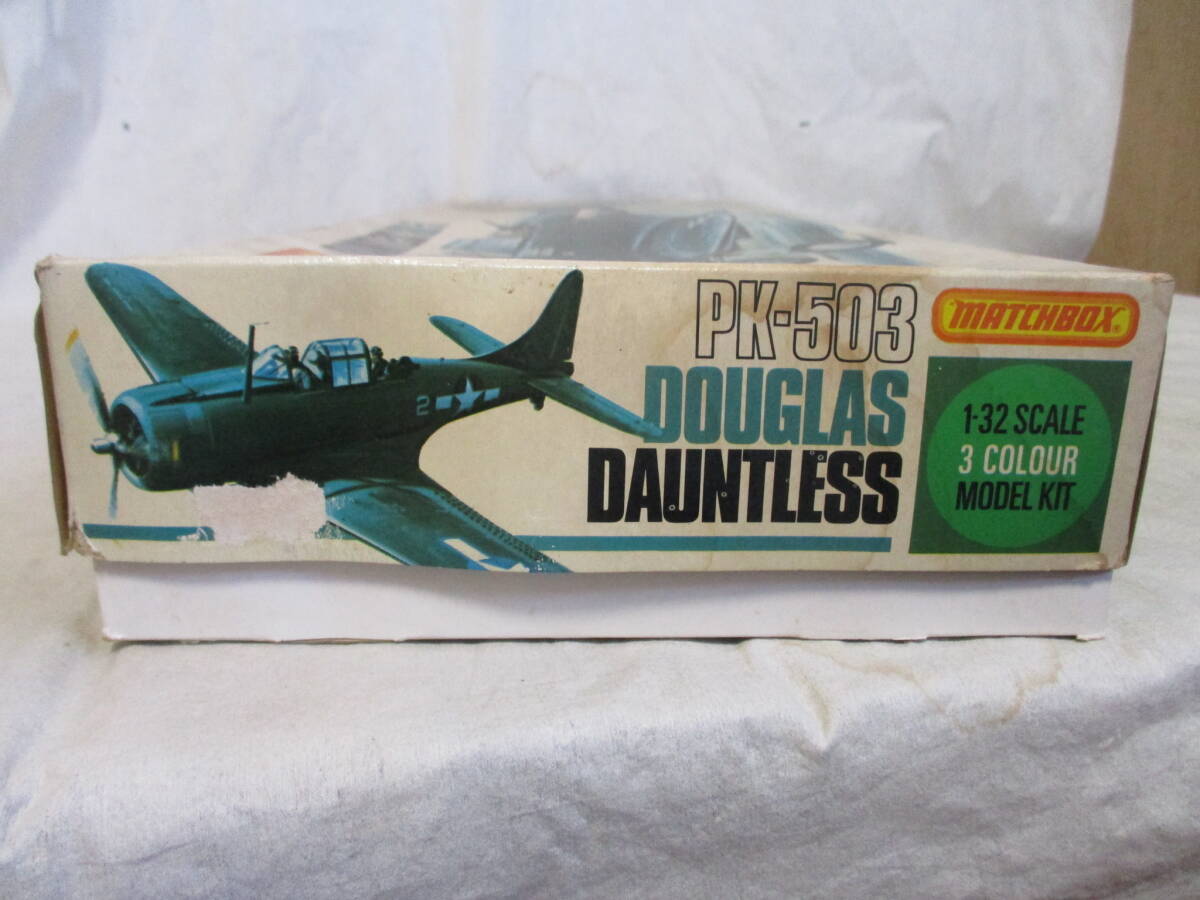 PK-503
DOUGLAS
DAUNTLESS
MATCHBOX®
1-32 SCALE
3 COLOUR
MODEL KIT
2